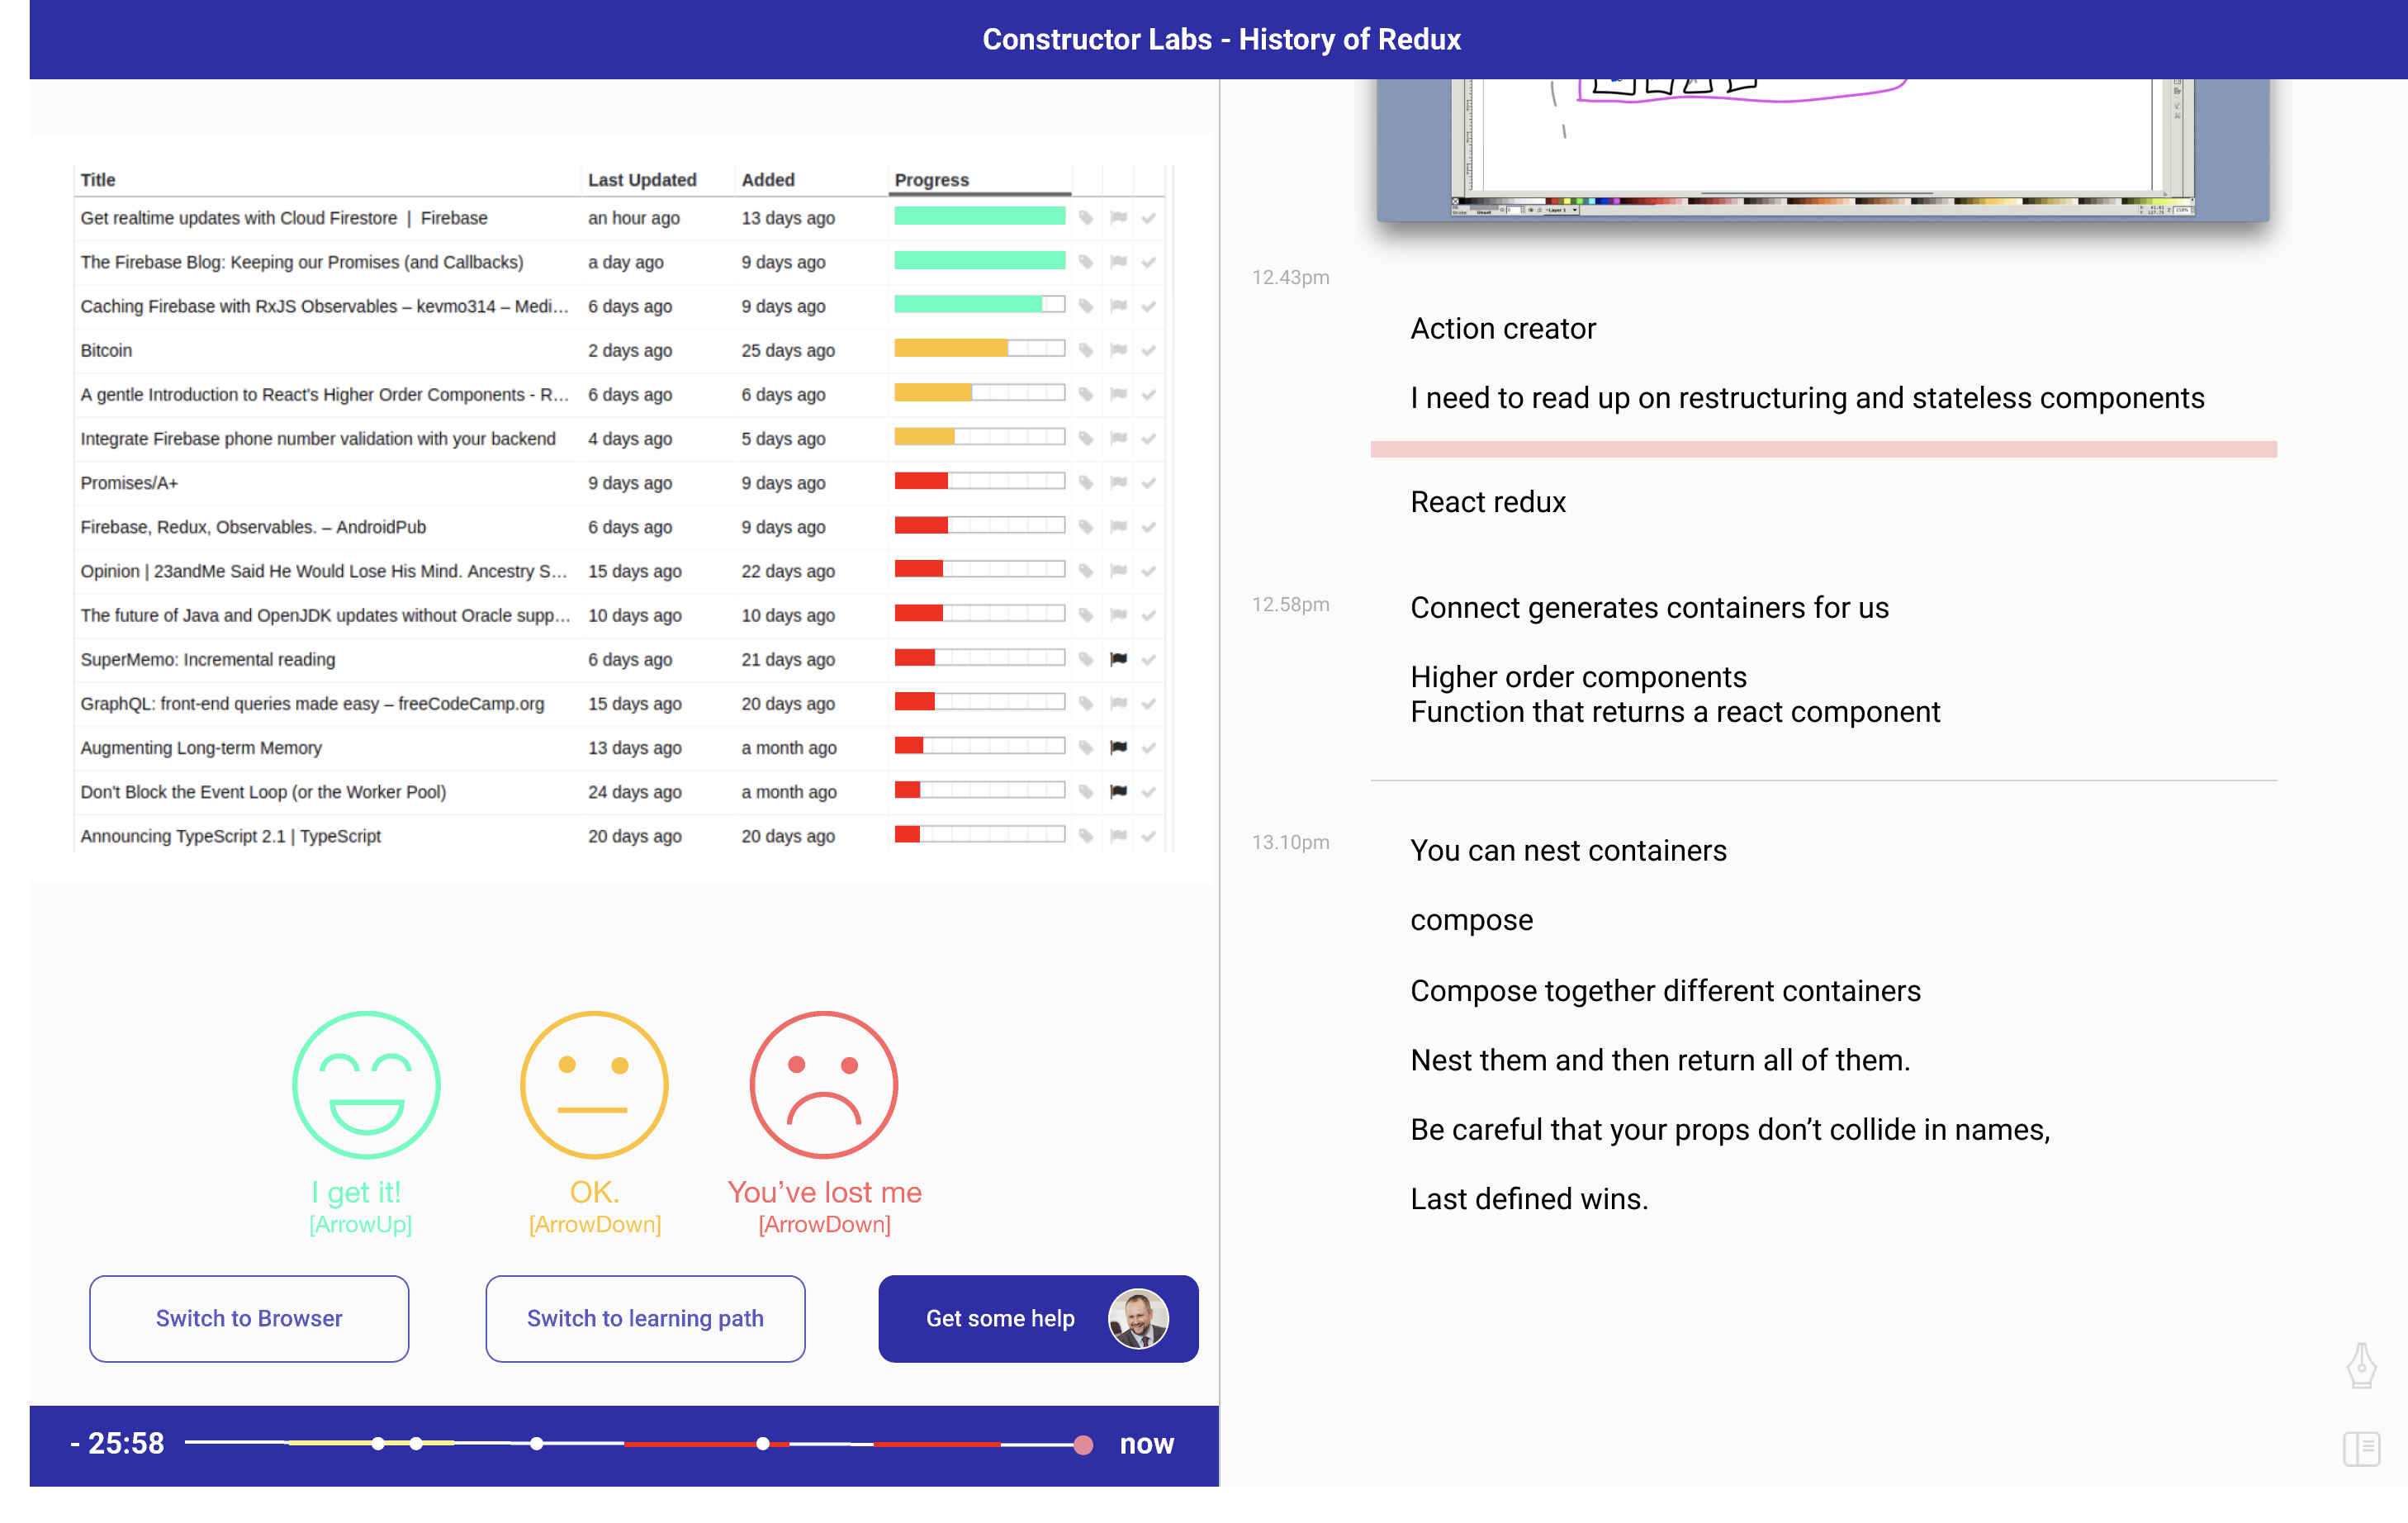 Constructor Labs - History of Redux
Title Last Updated Added Progress
Get realtime updates with Cloud Firestore | Firebase an hour ago 13 days ago
The Firebase Blog: Keeping our Promises (and Callbacks) a day ago 9 days ago
Caching Firebase with RxJS Observables – kevmo314 – Medi... 6 days ago 9 days ago
Bitcoin 2 days ago 25 days ago
A gentle Introduction to React's Higher Order Components - R... 6 days ago 6 days ago
Integrate Firebase phone number validation with your backend 4 days ago 5 days ago
Promises/A+ 9 days ago 9 days ago
Firebase, Redux, Observables. – AndroidPub 6 days ago 9 days ago
Opinion | 23andMe Said He Would Lose His Mind. Ancestry S... 15 days ago 22 days ago
The future of Java and OpenJDK updates without Oracle supp... 10 days ago 10 days ago
SuperMemo: Incremental reading 6 days ago 21 days ago
GraphQL: front-end queries made easy – freeCodeCamp.org 15 days ago 20 days ago
Augmenting Long-term Memory 13 days ago a month ago
Don't Block the Event Loop (or the Worker Pool) 24 days ago a month ago
Announcing TypeScript 2.1 | TypeScript 20 days ago 20 days ago
I get it!
[ArrowUp]
OK.
[ArrowDown]
You've lost me
[ArrowDown]
Switch to Browser
Switch to learning path
Get some help
- 25:58
now
12.43pm
Action creator
I need to read up on restructuring and stateless components
React redux
12.58pm
Connect generates containers for us
Higher order components
Function that returns a react component
13.10pm
You can nest containers
compose
Compose together different containers
Nest them and then return all of them.
Be careful that your props don’t collide in names,
Last defined wins.